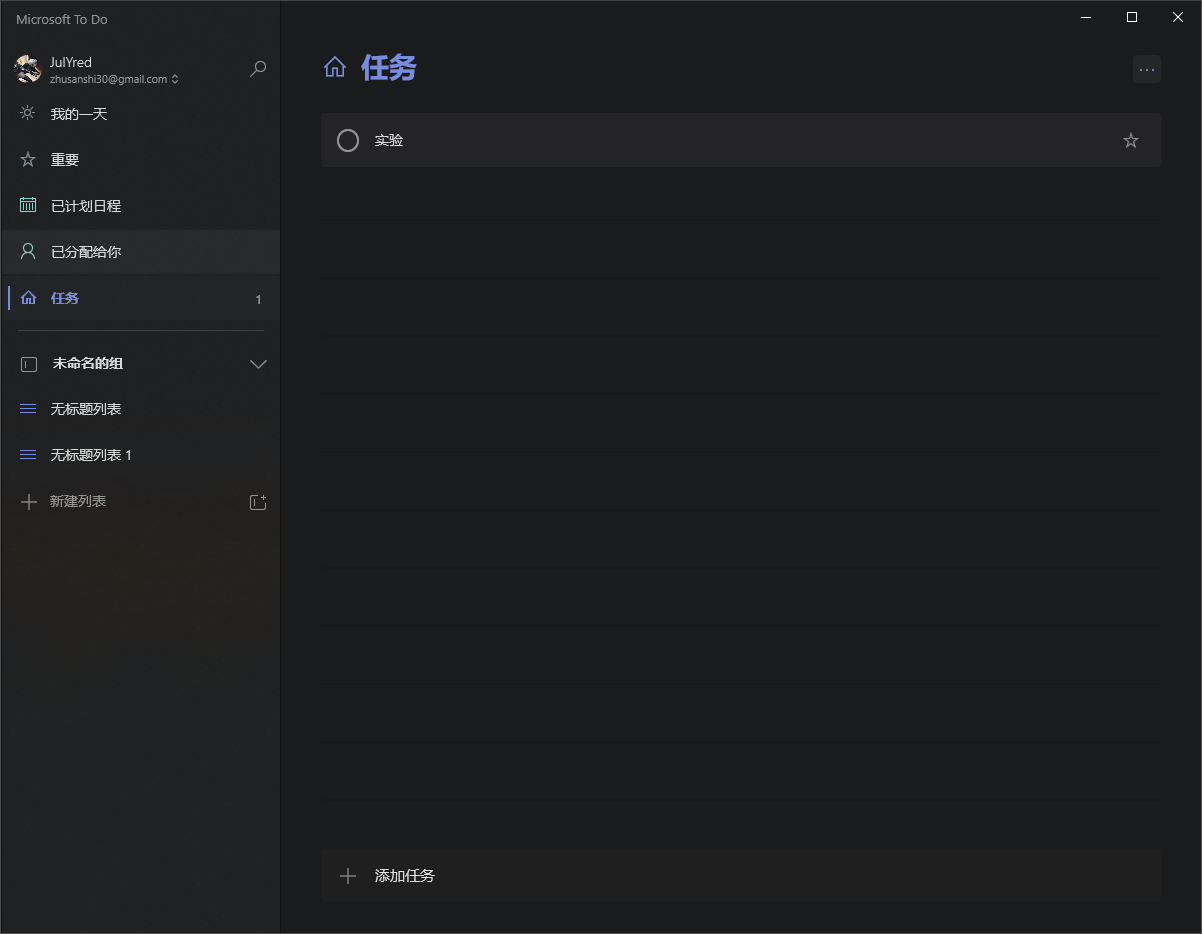 Microsoft To Do
JulYred
zhusanshi30@gmail.com
我的一天
重要
已计划日程
已分配给你
任务
1
未命名的组
无标题列表
无标题列表 1
新建列表
任务
实验
添加任务